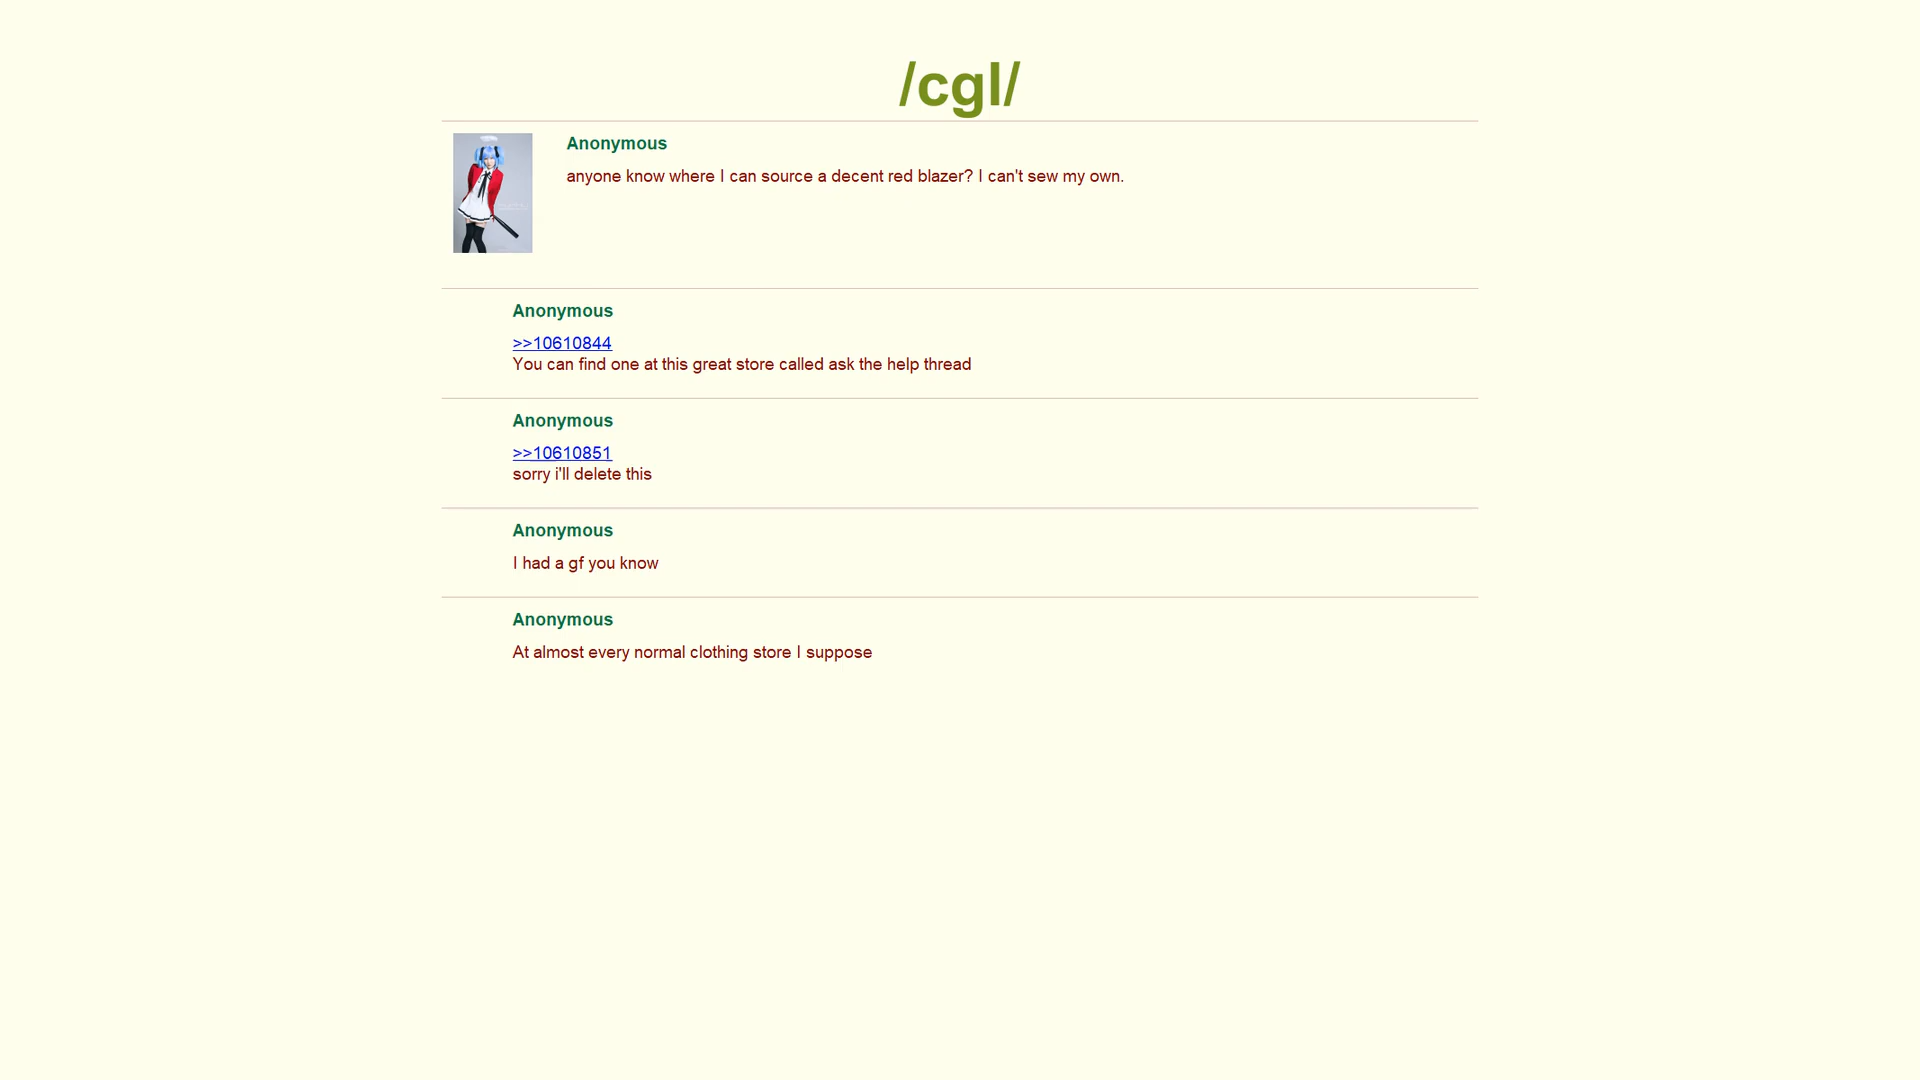 /cgl/
Anonymous
anyone know where I can source a decent red blazer? I can't sew my own.
Anonymous
>>10610844
You can find one at this great store called ask the help thread
Anonymous
>>10610851
sorry i'll delete this
Anonymous
I had a gf you know
Anonymous
At almost every normal clothing store I suppose